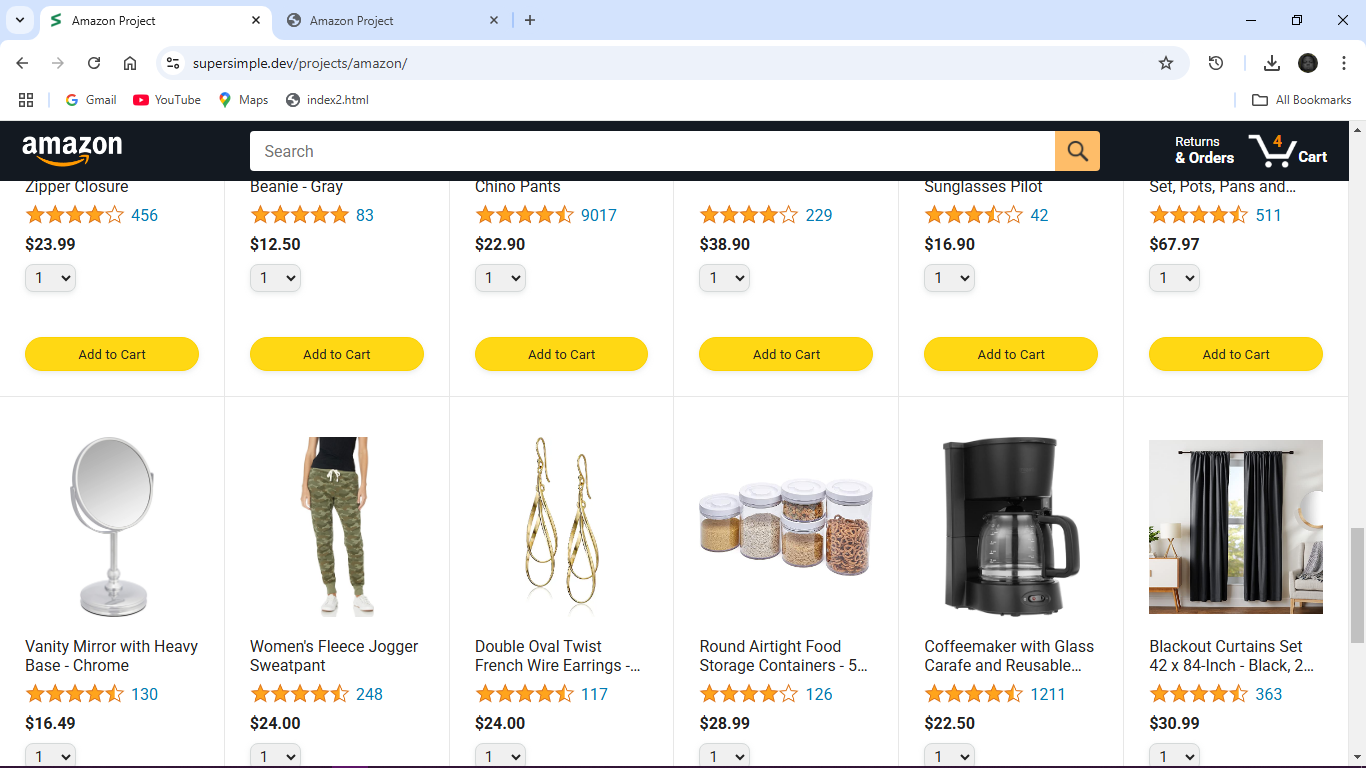 Amazon Project
Amazon Project
supersimple.dev/projects/amazon/
Gmail
YouTube
Maps
index2.html
All Bookmarks
amazon
Search
Returns
& Orders
4
Cart
Zipper Closure
Beanie - Gray
Chino Pants
Sunglasses Pilot
Set, Pots, Pans and...
456
83
9017
229
42
511
$23.99
$12.50
$22.90
$38.90
$16.90
$67.97
1
1
1
1
1
1
Add to Cart
Add to Cart
Add to Cart
Add to Cart
Add to Cart
Add to Cart
Vanity Mirror with Heavy
Base - Chrome
Women's Fleece Jogger
Sweatpant
Double Oval Twist
French Wire Earrings -...
Round Airtight Food
Storage Containers - 5...
Coffeemaker with Glass
Carafe and Reusable...
Blackout Curtains Set
42 x 84-Inch - Black, 2...
130
248
117
126
1211
363
$16.49
$24.00
$24.00
$28.99
$22.50
$30.99
1
1
1
1
1
1